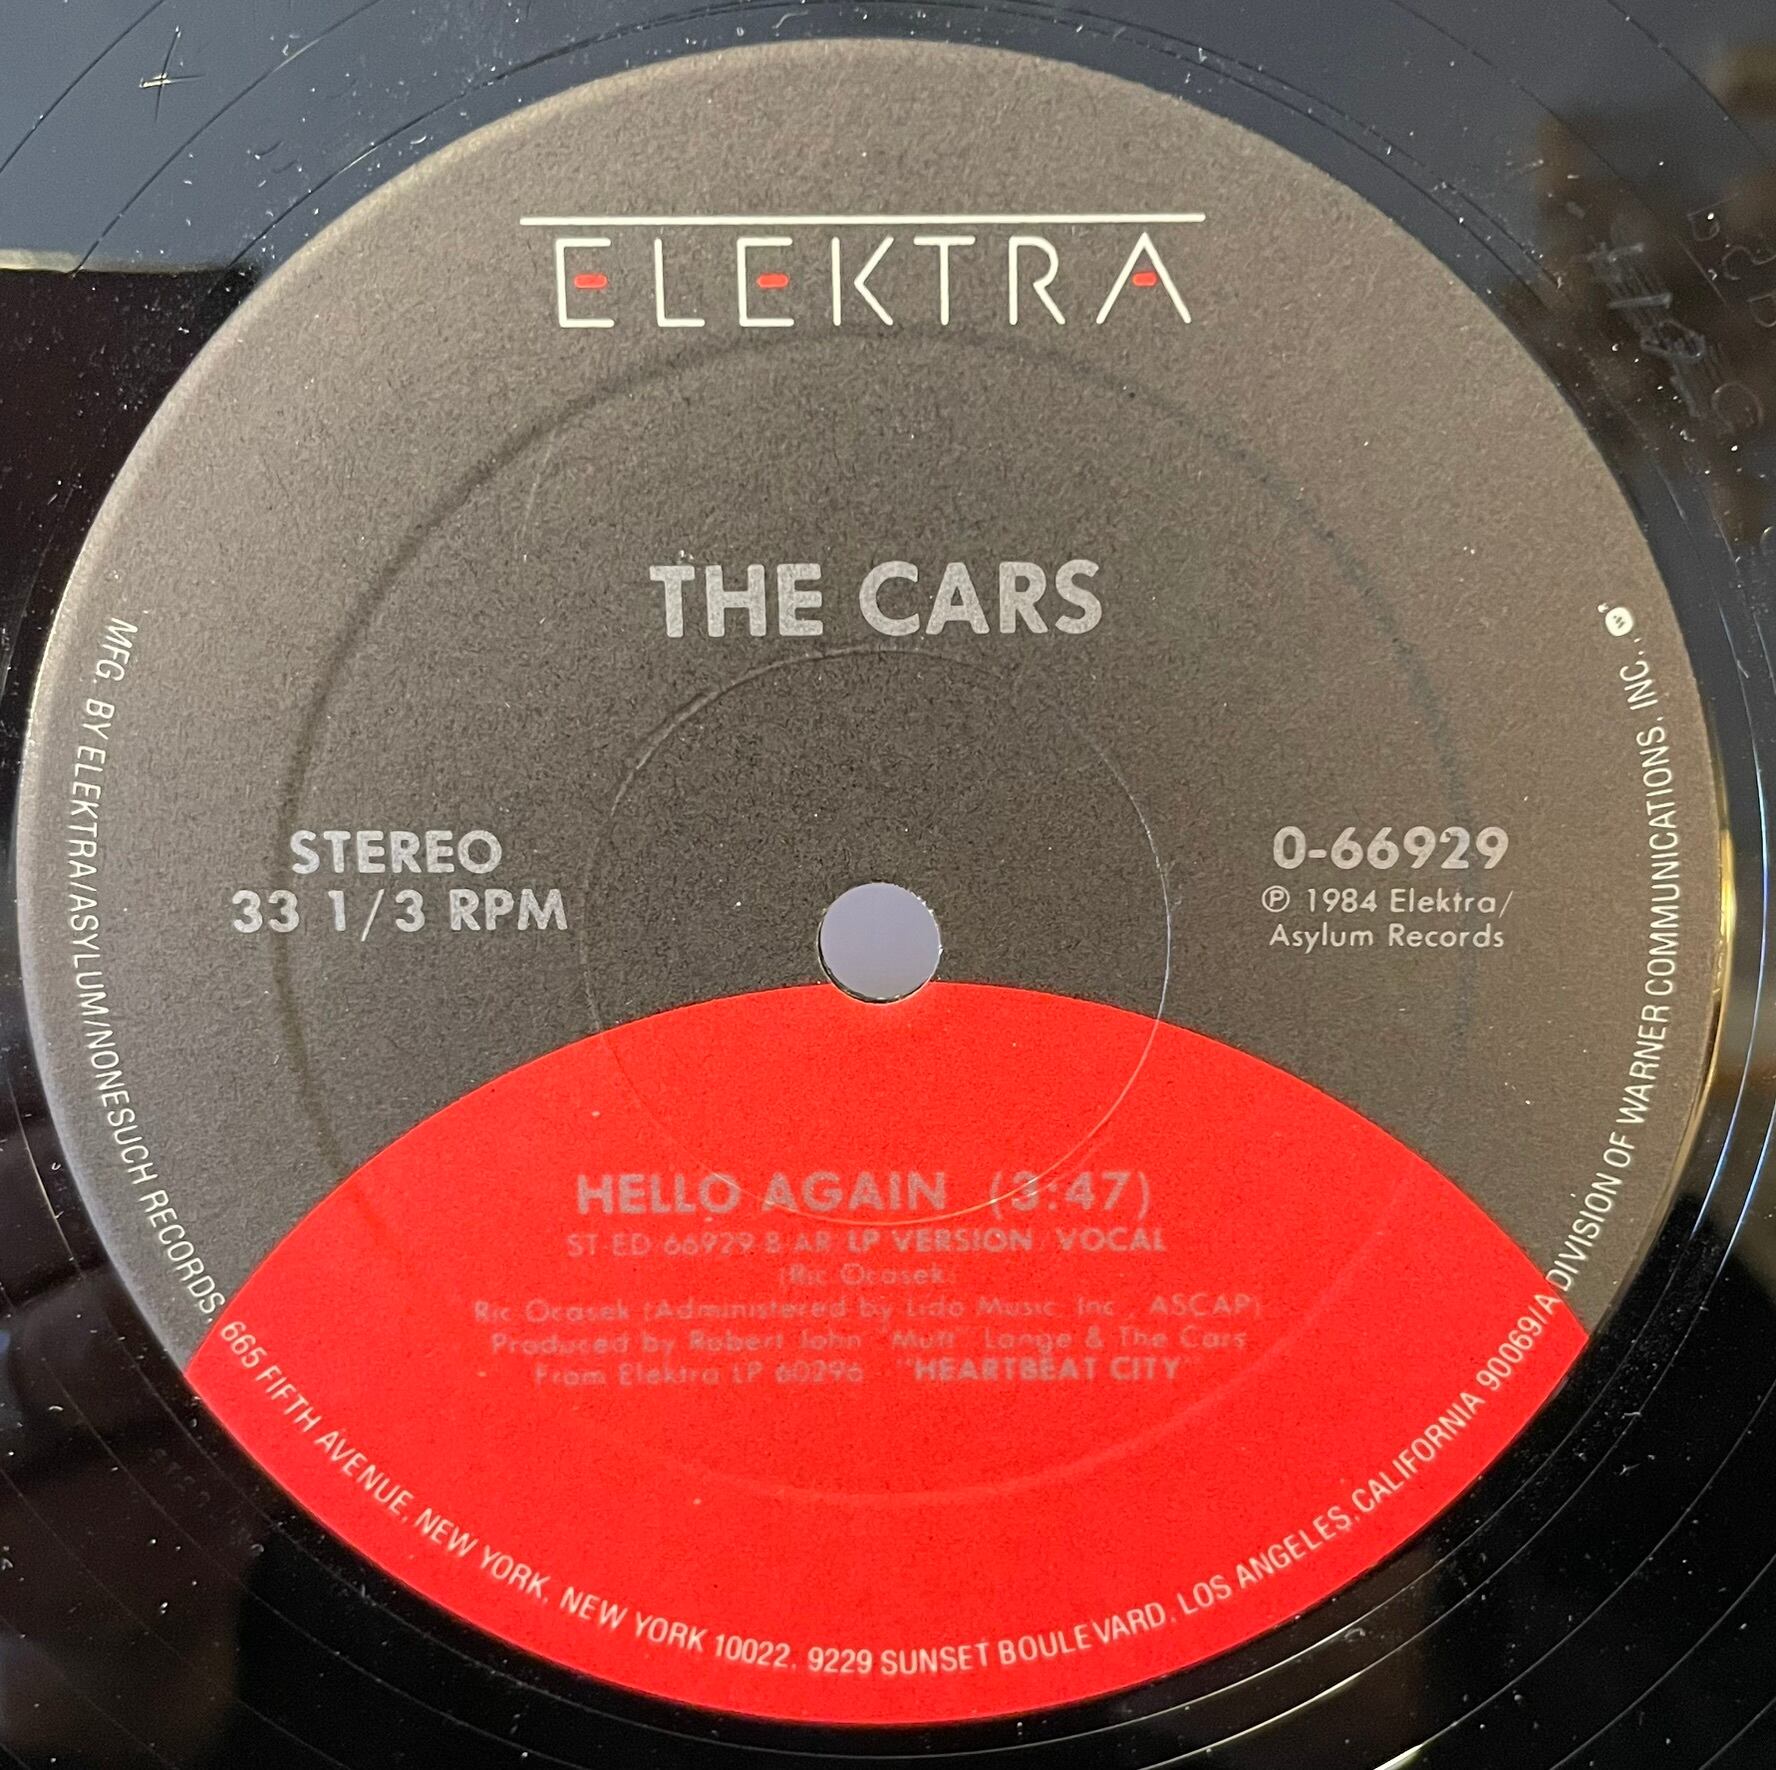 ELEKTRA
THE CARS
STEREO
33 1/3 RPM
0-66929
℗ 1984 Elektra/
Asylum Records
HELLO AGAIN (3:47)
ST-ED-66929-B-AR LP VERSION/VOCAL
(Ric Ocasek)
Ric Ocasek (Administered by Lido Music, Inc., ASCAP)
Produced by Robert John "Mutt" Lange & The Cars
From Elektra LP 60296 "HEARTBEAT CITY"
MFG. BY ELEKTRA/ASYLUM/NONESUCH RECORDS, 665 FIFTH AVENUE, NEW YORK, NEW YORK 10022. 9229 SUNSET BOULEVARD, LOS ANGELES, CALIFORNIA 90069/A DIVISION OF WARNER COMMUNICATIONS, INC.,